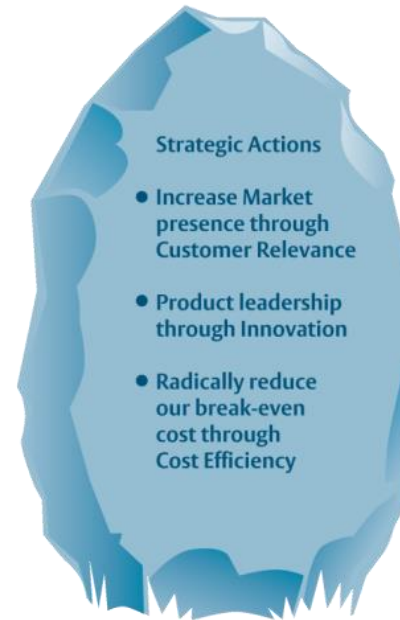 Strategic Actions
● Increase Market
presence through
Customer Relevance
● Product leadership
through Innovation
● Radically reduce
our break-even
cost through
Cost Efficiency